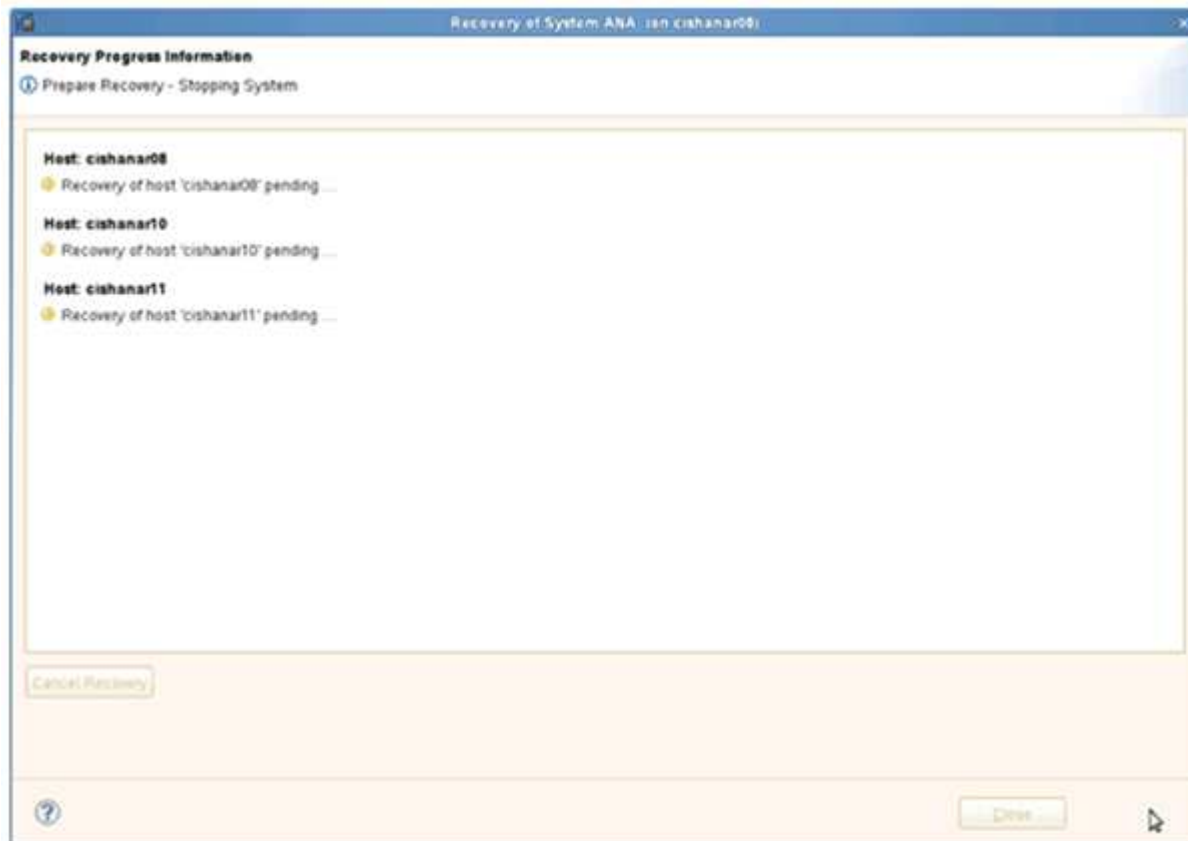 Recovery of System ANA (on cishanar08)
Recovery Progress Information
Prepare Recovery - Stopping System
Host: cishanar08
Recovery of host 'cishanar08' pending ...
Host: cishanar10
Recovery of host 'cishanar10' pending ...
Host: cishanar11
Recovery of host 'cishanar11' pending ...
Cancel Recovery
Close